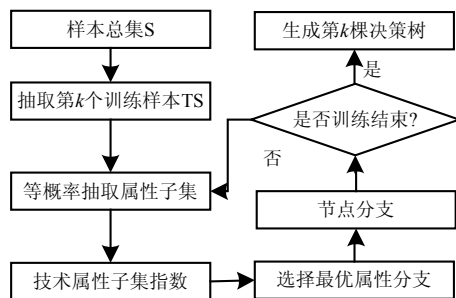 样本总集S
抽取第k个训练样本TS
等概率抽取属性子集
技术属性子集指数
选择最优属性分支
节点分支
是否训练结束?
否
是
生成第k棵决策树